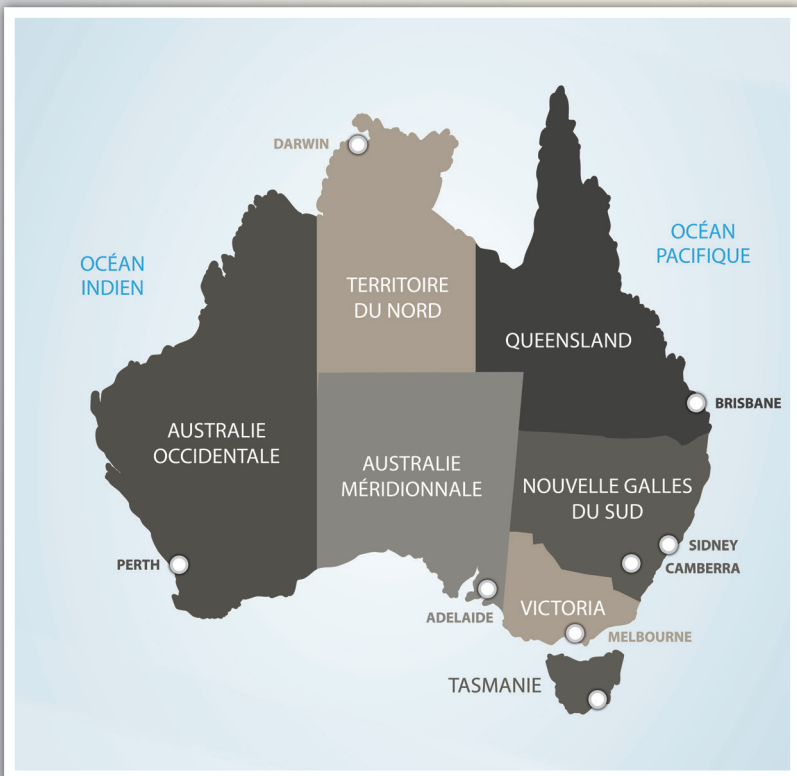 DARWIN
OCÉAN
PACIFIQUE
OCÉAN
INDIEN
TERRITOIRE
DU NORD
QUEENSLAND
BRISBANE
AUSTRALIE
OCCIDENTALE
AUSTRALIE
MÉRIDIONNALE
NOUVELLE GALLES
DU SUD
SIDNEY
PERTH
CAMBERRA
ADELAIDE
VICTORIA
MELBOURNE
TASMANIE